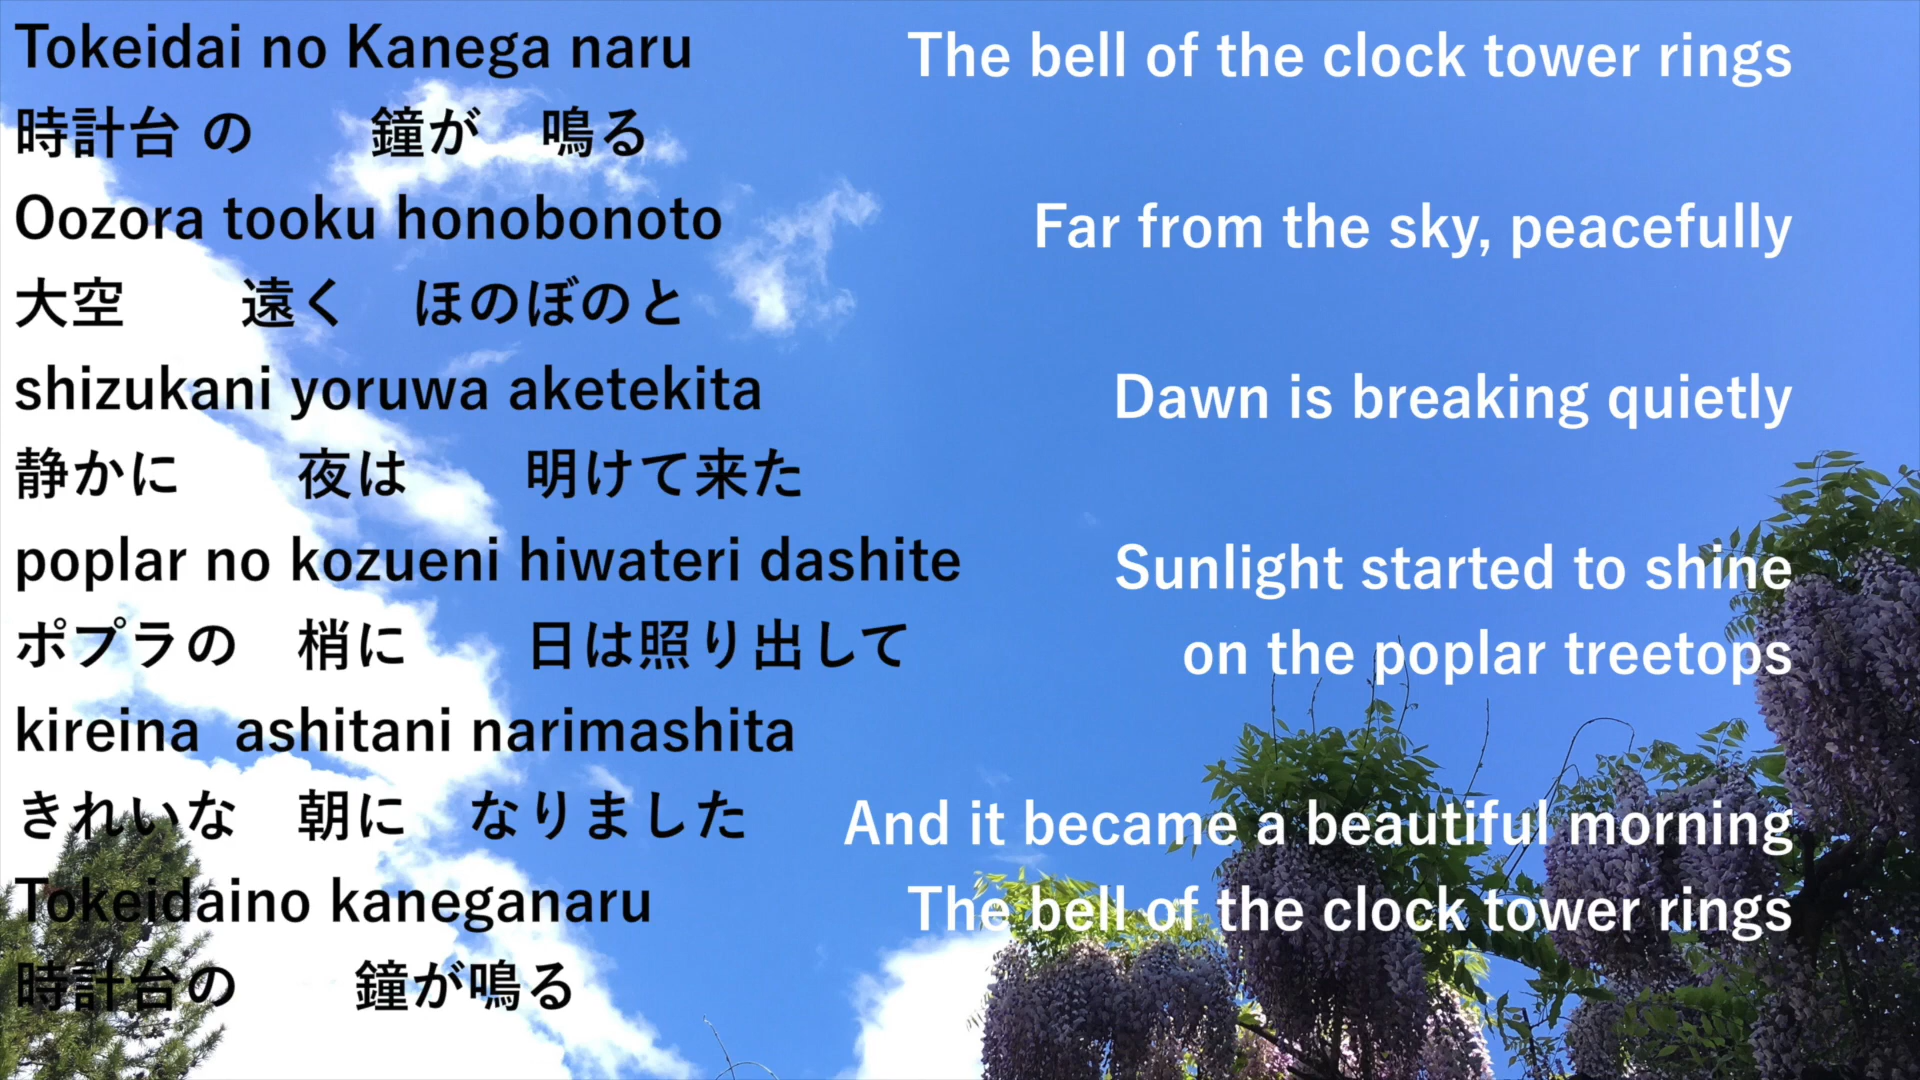 Tokeidai no Kanega naru
The bell of the clock tower rings
時計台 の　　鐘が　鳴る
Oozora tooku honobonoto
Far from the sky, peacefully
大空　　遠く　ほのぼのと
shizukani yoruwa aketekita
Dawn is breaking quietly
静かに　　夜は　　明けて来た
poplar no kozueni hiwateri dashite
Sunlight started to shine
ポプラの　梢に　　日は照り出して
on the poplar treetops
kireina  ashitani narimashita
きれいな　朝に　なりました
And it became a beautiful morning
Tokeidaino kaneganaru
The bell of the clock tower rings
時計台の　　鐘が鳴る